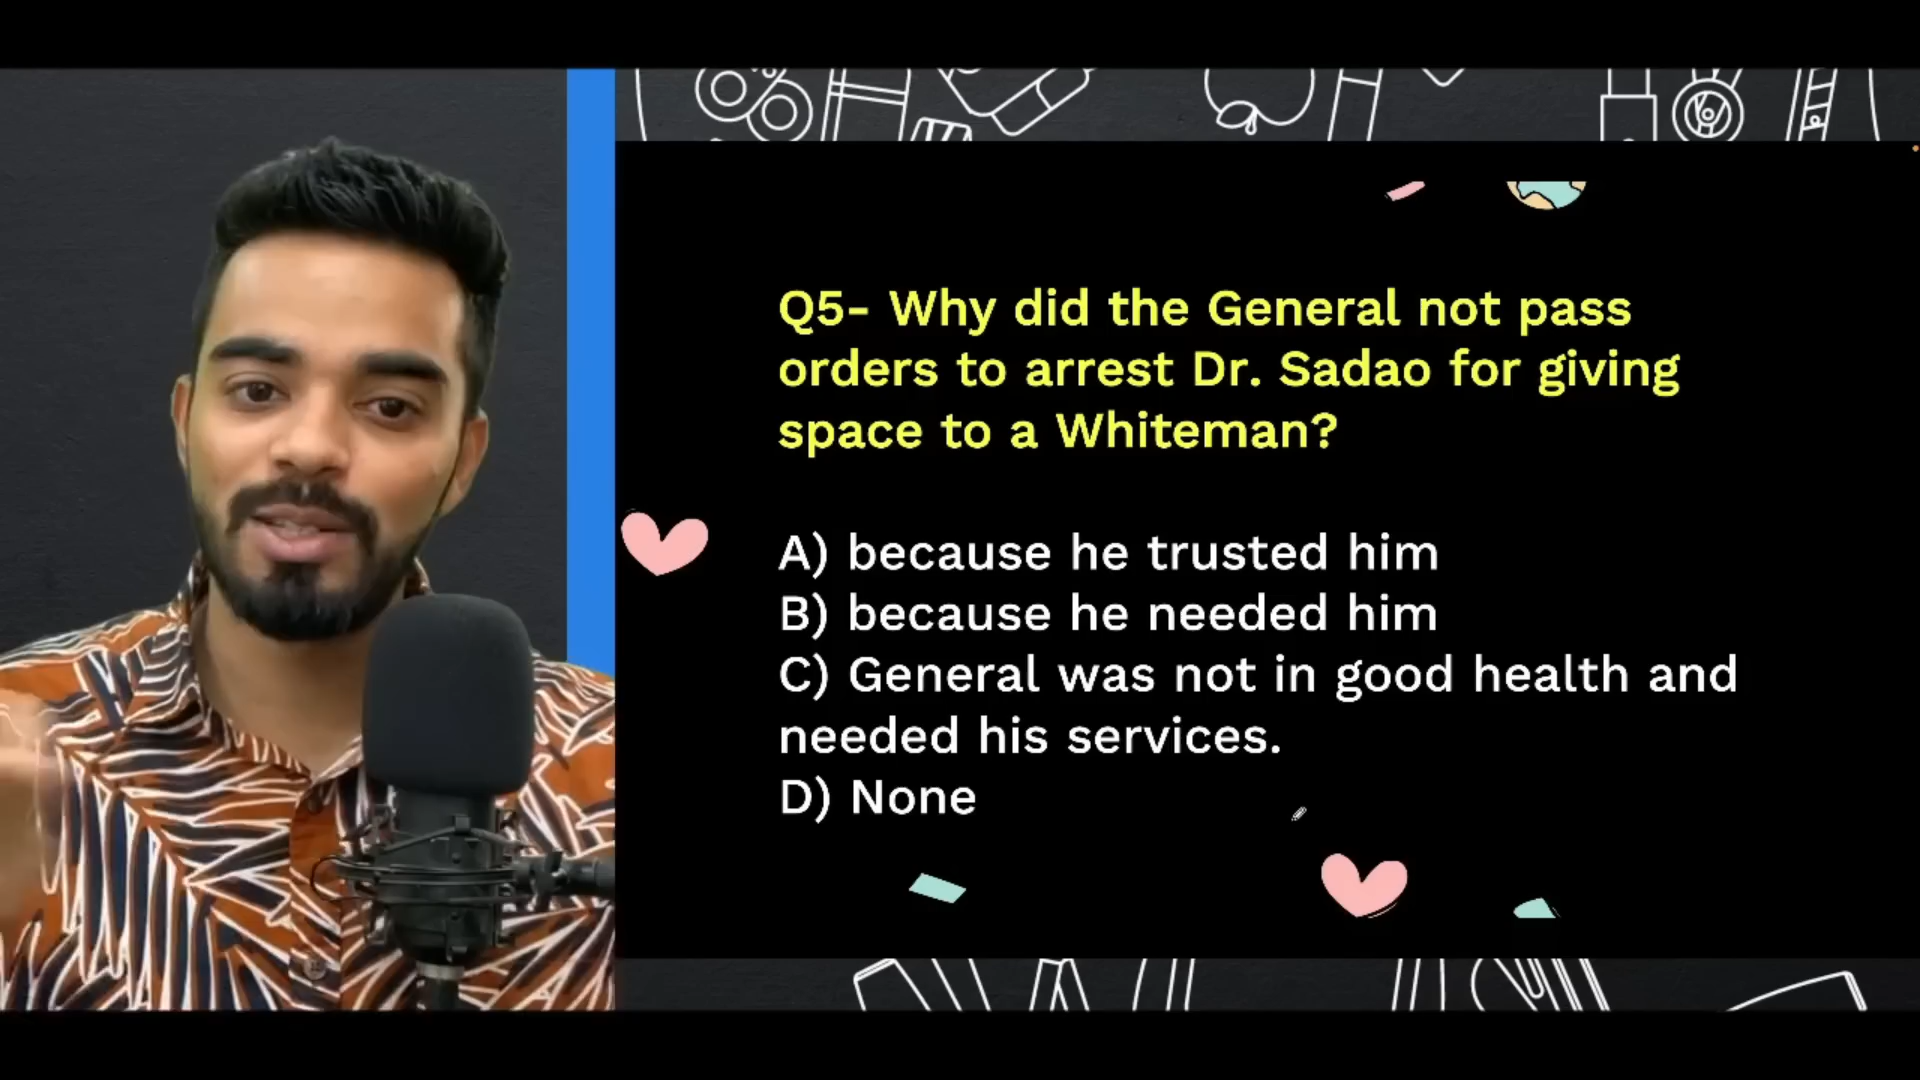 Q5- Why did the General not pass
orders to arrest Dr. Sadao for giving
space to a Whiteman?
A) because he trusted him
B) because he needed him
C) General was not in good health and
needed his services.
D) None